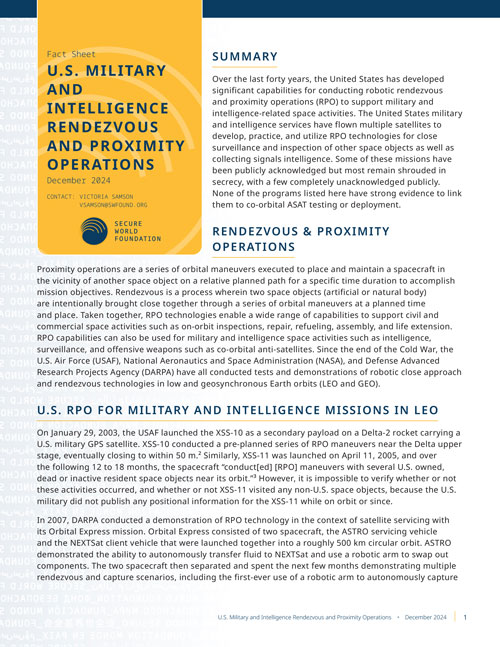 Fact Sheet
U.S. MILITARY
AND
INTELLIGENCE
RENDEZVOUS
AND PROXIMITY
OPERATIONS
December 2024
CONTACT: VICTORIA SAMSON
VSAMSON@SWFOUND.ORG
SECURE
WORLD
FOUNDATION
SUMMARY
Over the last forty years, the United States has developed
significant capabilities for conducting robotic rendezvous
and proximity operations (RPO) to support military and
intelligence-related space activities. The United States military
and intelligence services have flown multiple satellites to
develop, practice, and utilize RPO technologies for close
surveillance and inspection of other space objects as well as
collecting signals intelligence. Some of these missions have
been publicly acknowledged but most remain shrouded in
secrecy, with a few completely unacknowledged publicly.
None of the programs listed here have strong evidence to link
them to co-orbital ASAT testing or deployment.
RENDEZVOUS & PROXIMITY
OPERATIONS
Proximity operations are a series of orbital maneuvers executed to place and maintain a spacecraft in
the vicinity of another space object on a relative planned path for a specific time duration to accomplish
mission objectives. Rendezvous is a process wherein two space objects (artificial or natural body)
are intentionally brought close together through a series of orbital maneuvers at a planned time
and place. Taken together, RPO technologies enable a wide range of capabilities to support civil and
commercial space activities such as on-orbit inspections, repair, refueling, assembly, and life extension.
RPO capabilities can also be used for military and intelligence space activities such as intelligence,
surveillance, and offensive weapons such as co-orbital anti-satellites. Since the end of the Cold War, the
U.S. Air Force (USAF), National Aeronautics and Space Administration (NASA), and Defense Advanced
Research Projects Agency (DARPA) have all conducted tests and demonstrations of robotic close approach
and rendezvous technologies in low and geosynchronous Earth orbits (LEO and GEO).
U.S. RPO FOR MILITARY AND INTELLIGENCE MISSIONS IN LEO
On January 29, 2003, the USAF launched the XSS-10 as a secondary payload on a Delta-2 rocket carrying a
U.S. military GPS satellite. XSS-10 conducted a pre-planned series of RPO maneuvers near the Delta upper
stage, eventually closing to within 50 m.² Similarly, XSS-11 was launched on April 11, 2005, and over
the following 12 to 18 months, the spacecraft “conduct[ed] [RPO] maneuvers with several U.S. owned,
dead or inactive resident space objects near its orbit.”³ However, it is impossible to verify whether or not
these activities occurred, and whether or not XSS-11 visited any non-U.S. space objects, because the U.S.
military did not publish any positional information for the XSS-11 while on orbit or since.
In 2007, DARPA conducted a demonstration of RPO technology in the context of satellite servicing with
its Orbital Express mission. Orbital Express consisted of two spacecraft, the ASTRO servicing vehicle
and the NEXTSat client vehicle that were launched together into a roughly 500 km circular orbit. ASTRO
demonstrated the ability to autonomously transfer fluid to NEXTSat and use a robotic arm to swap out
components. The two spacecraft then separated and spent the next few months demonstrating multiple
rendezvous and capture scenarios, including the first-ever use of a robotic arm to autonomously capture
U.S. Military and Intelligence Rendezvous and Proximity Operations • December 2024 1